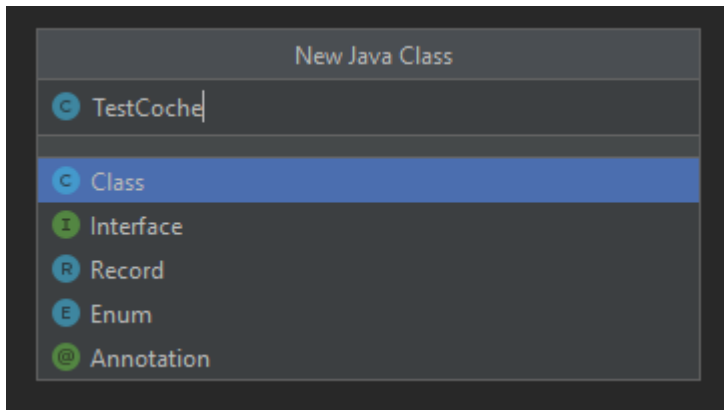 New Java Class
C TestCoche
C Class
I Interface
R Record
E Enum
@ Annotation